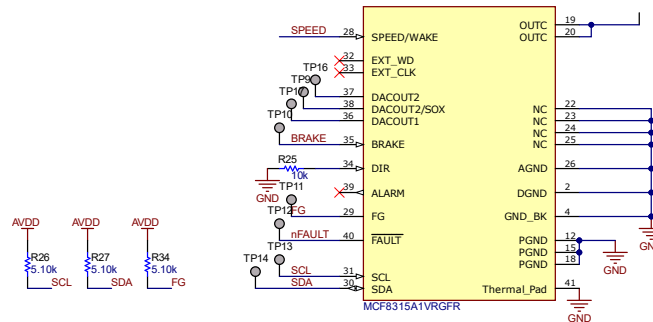 SPEED 28 SPEED/WAKE OUTC 19
OUTC 20
32 EXT_WD
33 EXT_CLK
TP16
TP9
37 DACOUT2
TP17
38 DACOUT2/SOX NC 22
36 DACOUT1 NC 23
TP10
NC 24
BRAKE 35 BRAKE NC 25
R25
10k
34 DIR AGND 26
GND
39 ALARM DGND 2
TP11
FG 29 FG GND_BK 4
TP12
nFAULT 40 FAULT PGND 12
GND
PGND 15
PGND 18
GND
TP13
SCL 31 SCL
TP14
SDA 30 SDA Thermal_Pad 41
MCF8315A1VRGFR
GND
AVDD AVDD AVDD
R26 R27 R34
5.10k 5.10k 5.10k
SCL SDA FG